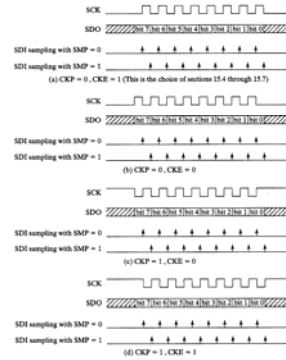 SCK
SDO bit 7 bit 6 bit 5 bit 4 bit 3 bit 2 bit 1 bit 0
SDI sampling with SMP = 0
SDI sampling with SMP = 1
(a) CKP = 0, CKE = 1 (This is the choice of sections 15.4 through 15.7)
SCK
SDO bit 7 bit 6 bit 5 bit 4 bit 3 bit 2 bit 1 bit 0
SDI sampling with SMP = 0
SDI sampling with SMP = 1
(b) CKP = 0, CKE = 0
SCK
SDO bit 7 bit 6 bit 5 bit 4 bit 3 bit 2 bit 1 bit 0
SDI sampling with SMP = 0
SDI sampling with SMP = 1
(c) CKP = 1, CKE = 0
SCK
SDO bit 7 bit 6 bit 5 bit 4 bit 3 bit 2 bit 1 bit 0
SDI sampling with SMP = 0
SDI sampling with SMP = 1
(d) CKP = 1, CKE = 1